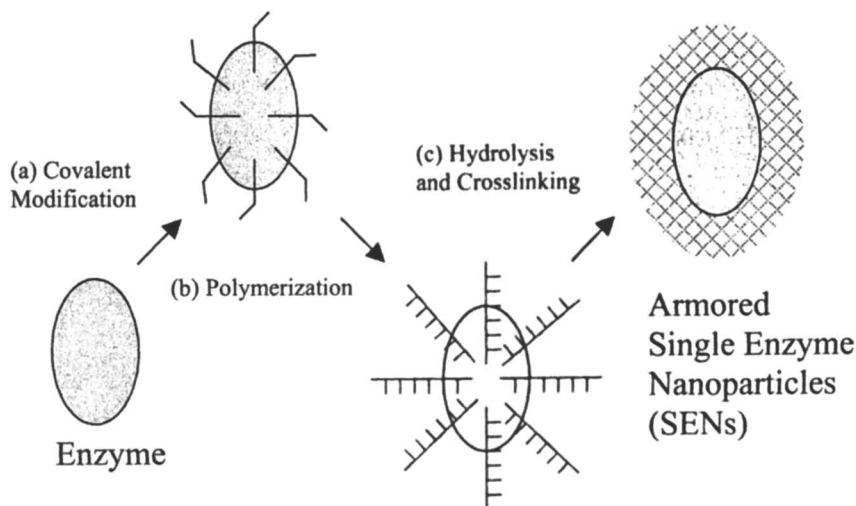 (a) Covalent
Modification
(b) Polymerization
(c) Hydrolysis
and Crosslinking
Enzyme
Armored
Single Enzyme
Nanoparticles
(SENs)